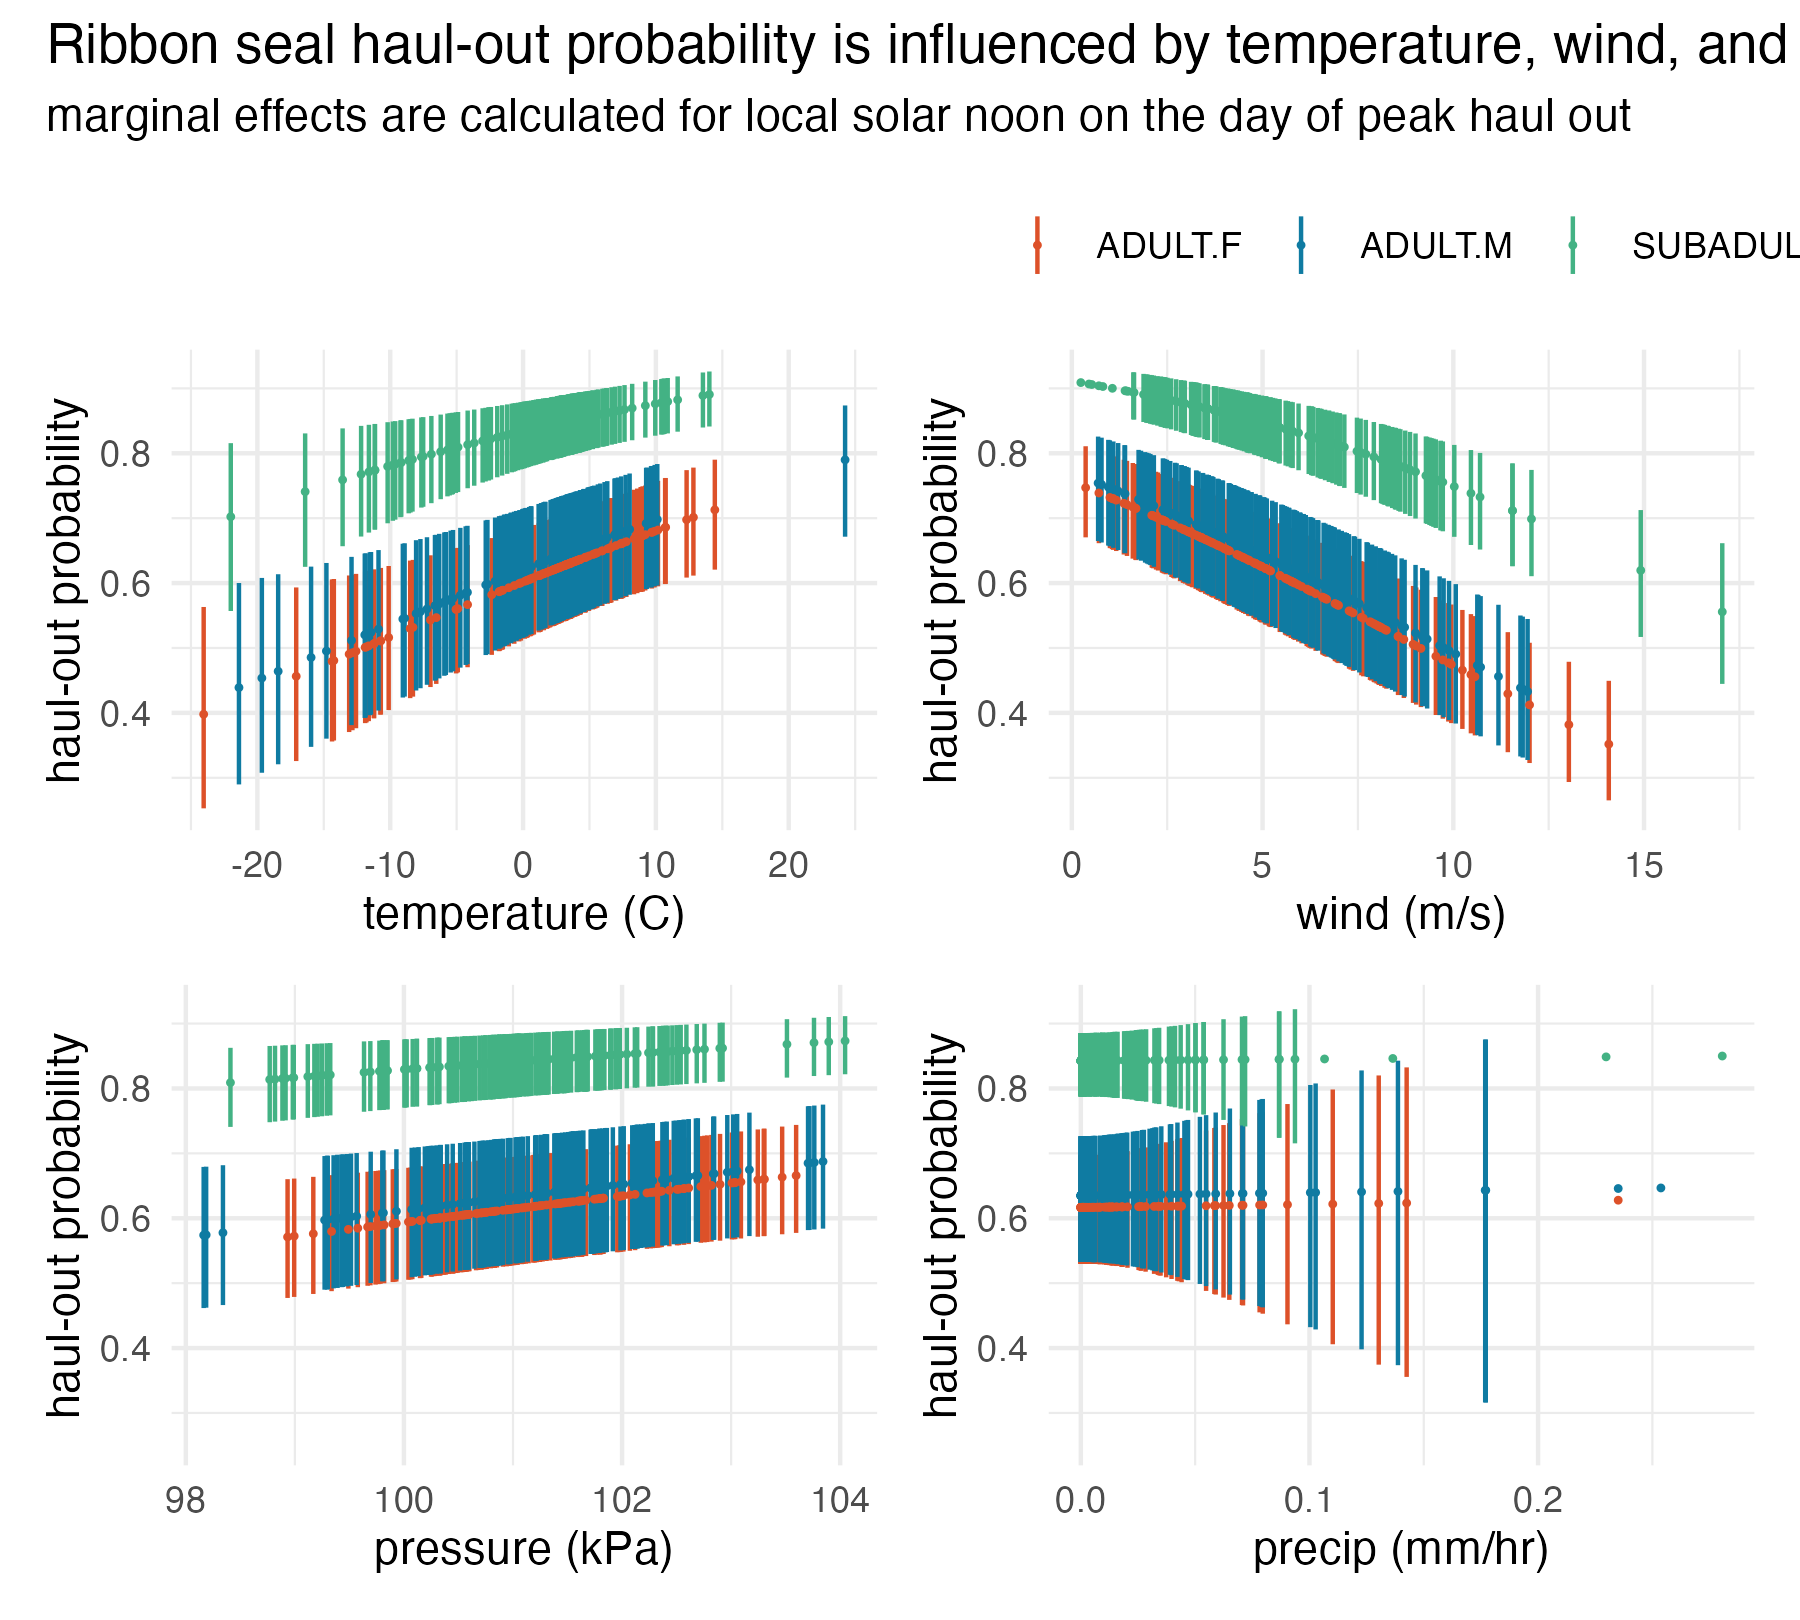 Ribbon seal haul-out probability is influenced by temperature, wind, and
marginal effects are calculated for local solar noon on the day of peak haul out
ADULT.F ADULT.M SUBADUL
haul-out probability
0.8
0.6
0.4
-20 -10 0 10 20
temperature (C)
haul-out probability
0.8
0.6
0.4
0 5 10 15
wind (m/s)
haul-out probability
0.8
0.6
0.4
98 100 102 104
pressure (kPa)
haul-out probability
0.8
0.6
0.4
0.0 0.1 0.2
precip (mm/hr)